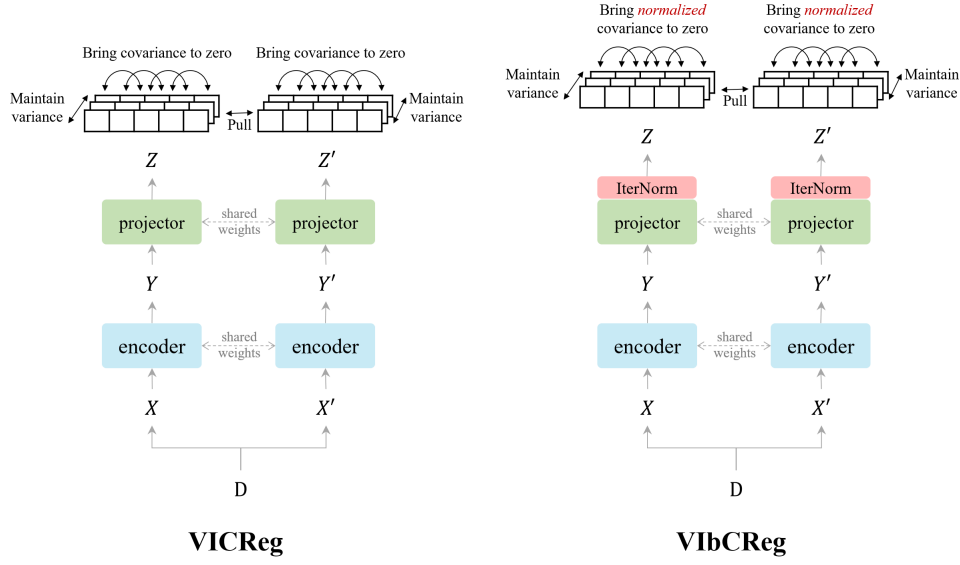 Bring covariance to zero
Bring covariance to zero
Maintain
variance
Pull
Maintain
variance
Z
Z′
projector
shared
weights
projector
Y
Y′
encoder
shared
weights
encoder
X
X′
D
VICReg
Bring normalized
covariance to zero
Bring normalized
covariance to zero
Maintain
variance
Pull
Maintain
variance
Z
Z′
IterNorm
IterNorm
projector
shared
weights
projector
Y
Y′
encoder
shared
weights
encoder
X
X′
D
VIbCReg